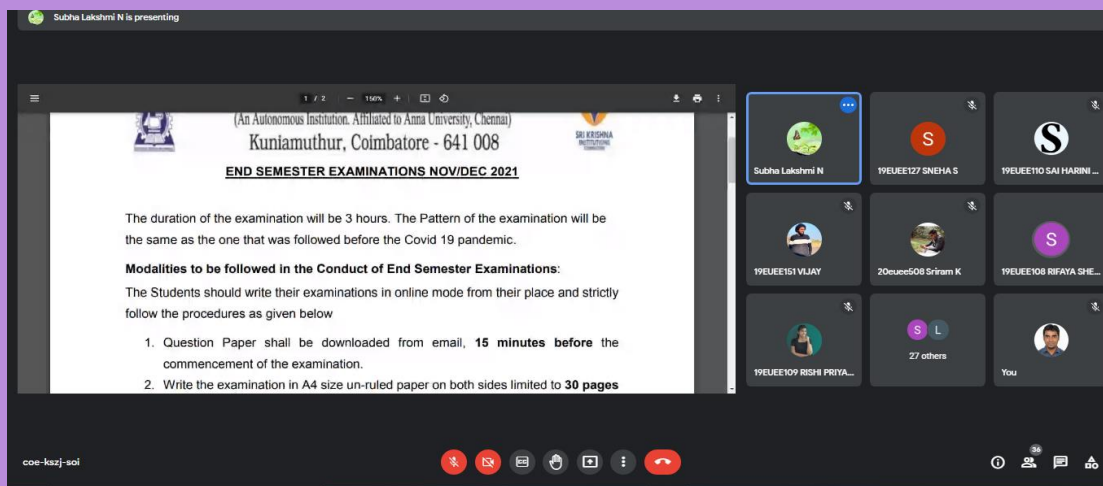 Subha Lakshmi N is presenting
1 / 2 − 150% +
(An Autonomous Institution. Affiliated to Anna University, Chennai)
Kuniamuthur, Coimbatore - 641 008
SRI KRISHNA
INSTITUTIONS
END SEMESTER EXAMINATIONS NOV/DEC 2021
The duration of the examination will be 3 hours. The Pattern of the examination will be
the same as the one that was followed before the Covid 19 pandemic.
Modalities to be followed in the Conduct of End Semester Examinations:
The Students should write their examinations in online mode from their place and strictly
follow the procedures as given below
1. Question Paper shall be downloaded from email, 15 minutes before the
commencement of the examination.
2. Write the examination in A4 size un-ruled paper on both sides limited to 30 pages
Subha Lakshmi N
S
19EUEE127 SNEHA S
S
19EUEE110 SAI HARINI ...
19EUEE151 VIJAY
20euee508 Sriram K
S
19EUEE108 RIFAYA SHE...
19EUEE109 RISHI PRIYA...
S L
27 others
You
coe-kszj-soi
CC
36